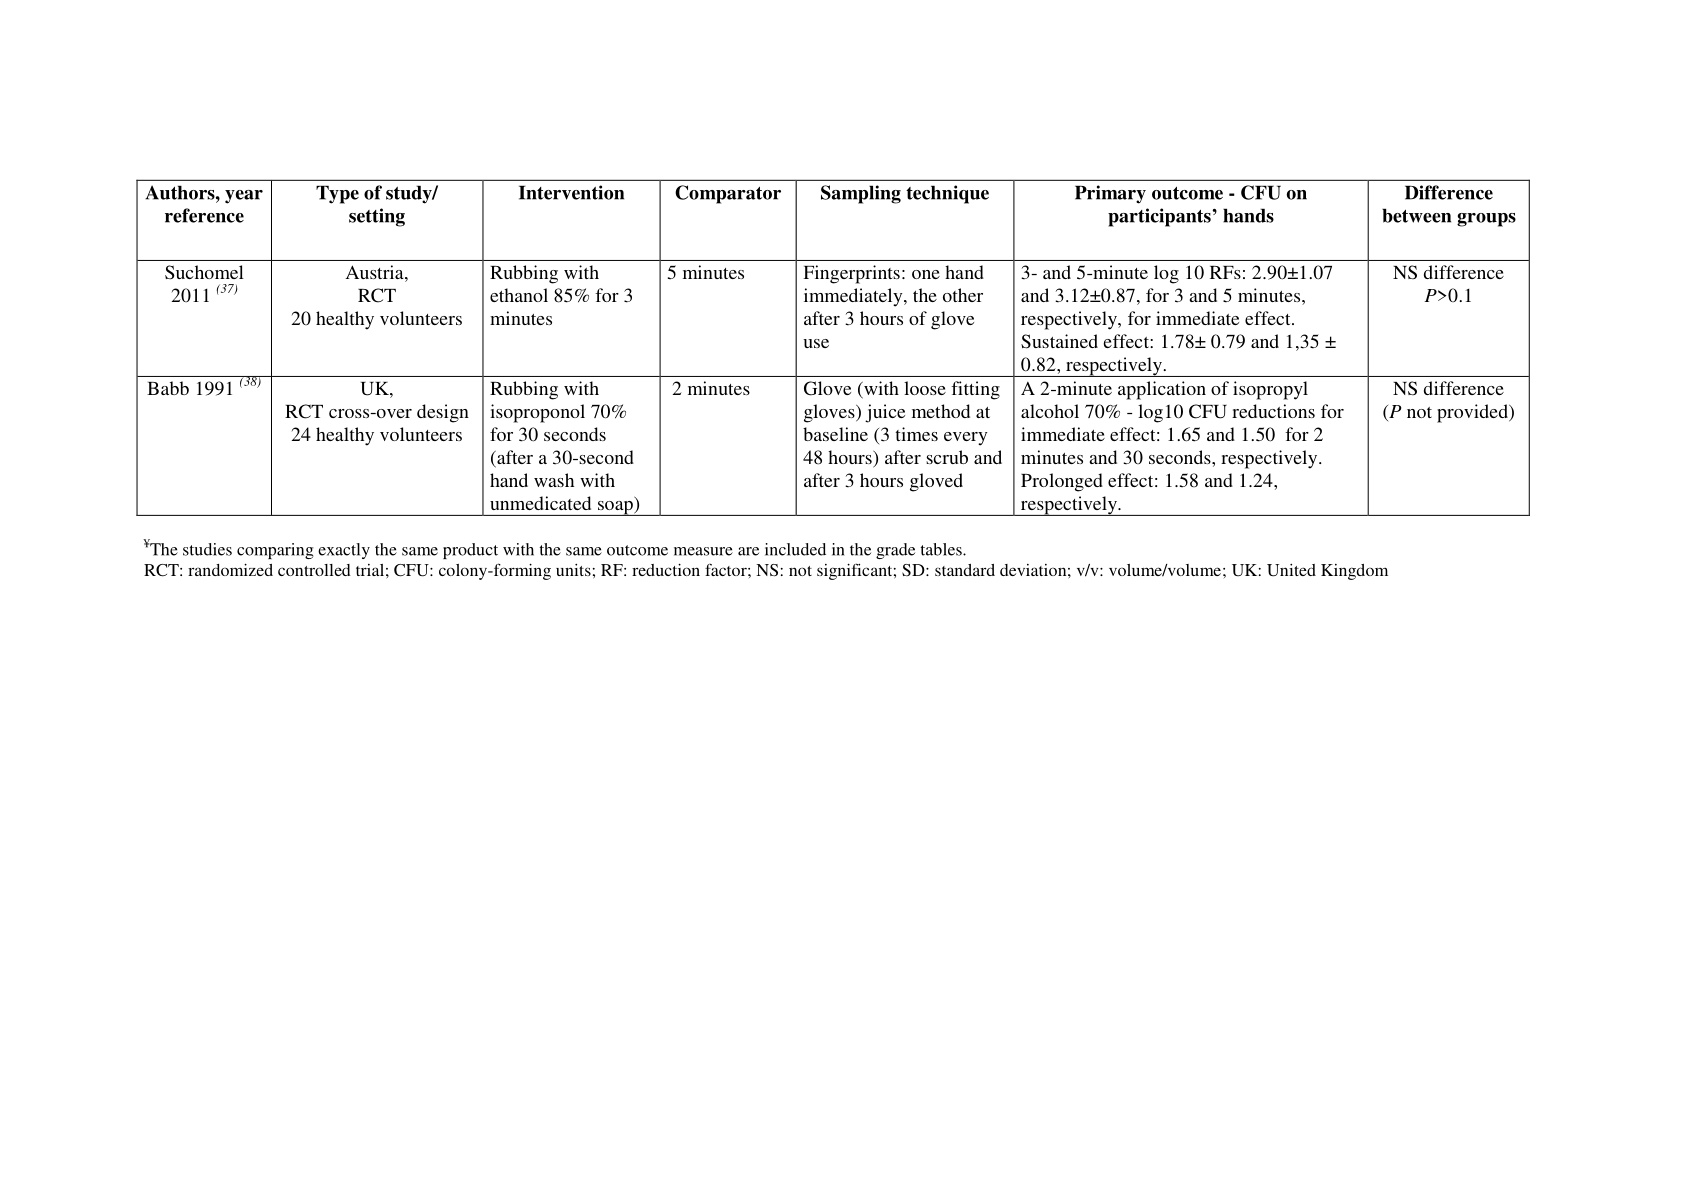 Authors, year
reference
Type of study/
setting
Intervention
Comparator
Sampling technique
Primary outcome - CFU on
participants’ hands
Difference
between groups
Suchomel
2011 (37)
Austria,
RCT
20 healthy volunteers
Rubbing with
ethanol 85% for 3
minutes
5 minutes
Fingerprints: one hand
immediately, the other
after 3 hours of glove
use
3- and 5-minute log 10 RFs: 2.90±1.07
and 3.12±0.87, for 3 and 5 minutes,
respectively, for immediate effect.
Sustained effect: 1.78± 0.79 and 1,35 ±
0.82, respectively.
NS difference
P>0.1
Babb 1991 (38)
UK,
RCT cross-over design
24 healthy volunteers
Rubbing with
isoproponol 70%
for 30 seconds
(after a 30-second
hand wash with
unmedicated soap)
2 minutes
Glove (with loose fitting
gloves) juice method at
baseline (3 times every
48 hours) after scrub and
after 3 hours gloved
A 2-minute application of isopropyl
alcohol 70% - log10 CFU reductions for
immediate effect: 1.65 and 1.50 for 2
minutes and 30 seconds, respectively.
Prolonged effect: 1.58 and 1.24,
respectively.
NS difference
(P not provided)
¥The studies comparing exactly the same product with the same outcome measure are included in the grade tables.
RCT: randomized controlled trial; CFU: colony-forming units; RF: reduction factor; NS: not significant; SD: standard deviation; v/v: volume/volume; UK: United Kingdom